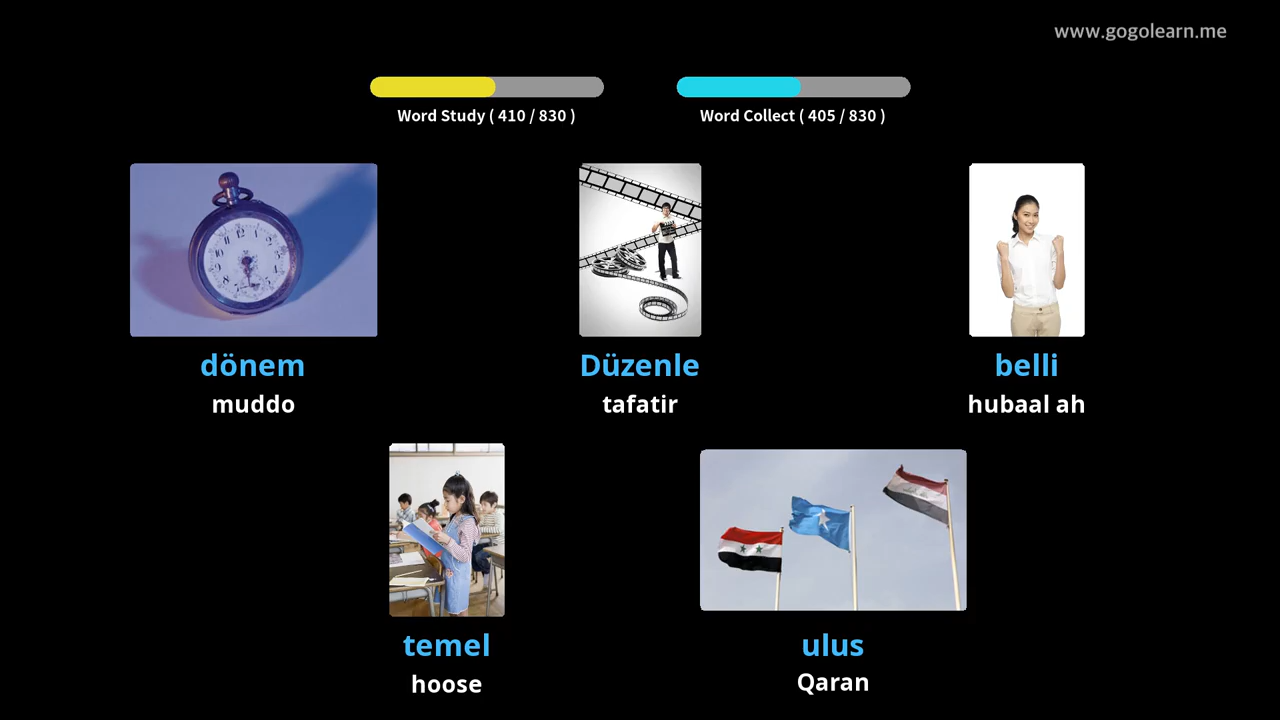 www.gogolearn.me
Word Study ( 410 / 830 )
Word Collect ( 405 / 830 )
dönem
muddo
Düzenle
tafatir
belli
hubaal ah
temel
hoose
ulus
Qaran